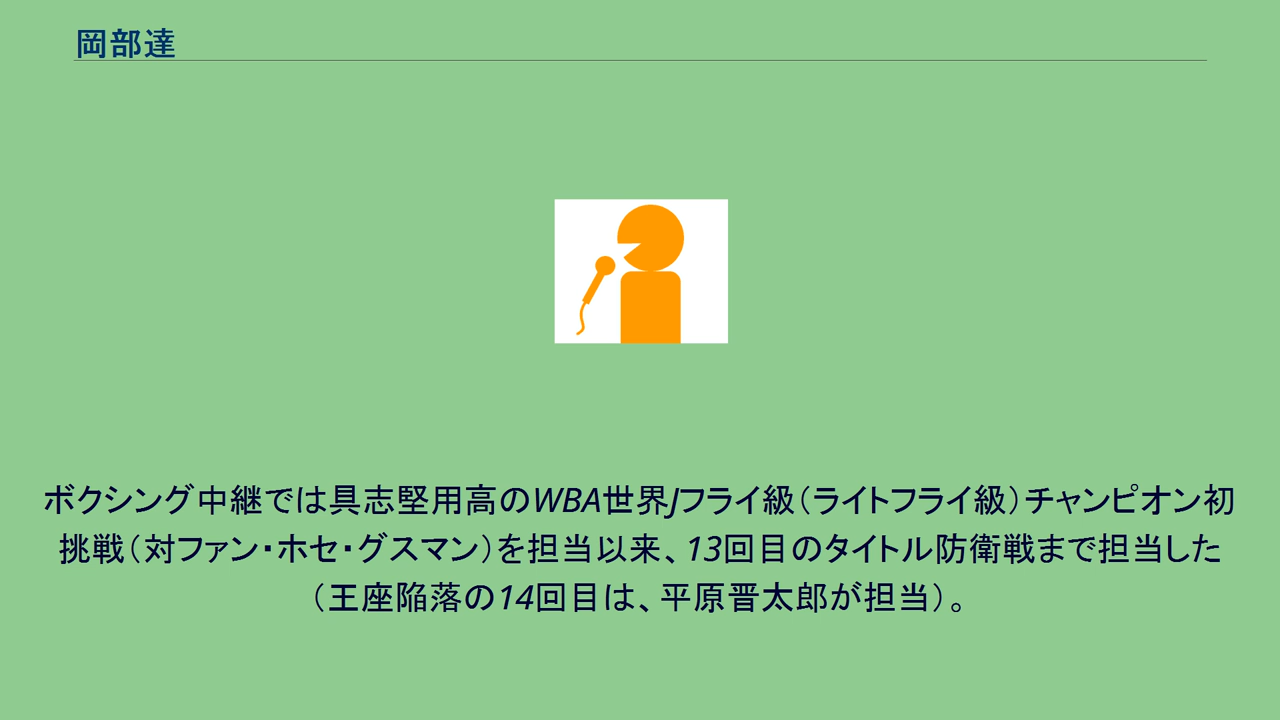 岡部達
ボクシング中継では具志堅用高のWBA世界Jフライ級（ライトフライ級）チャンピオン初
挑戦（対ファン・ホセ・グスマン）を担当以来、13回目のタイトル防衛戦まで担当した
（王座陥落の14回目は、平原晋太郎が担当）。